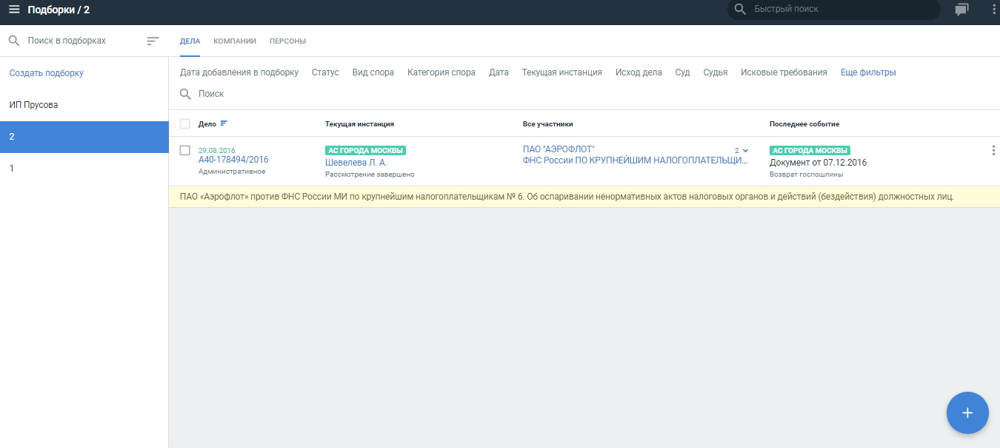 Подборки / 2
Быстрый поиск
Поиск в подборках
ДЕЛА КОМПАНИИ ПЕРСОНЫ
Создать подборку
ИП Прусова
2
1
Дата добавления в подборку Статус Вид спора Категория спора Дата Текущая инстанция Исход дела Суд Судья Исковые требования Еще фильтры
Поиск
Дело Текущая инстанция Все участники Последнее событие
29.08.2016 АС ГОРОДА МОСКВЫ ПАО "АЭРОФЛОТ" 2 АС ГОРОДА МОСКВЫ
А40-178494/2016 Шевелева Л. А. ФНС России ПО КРУПНЕЙШИМ НАЛОГОПЛАТЕЛЬЩИ... Документ от 07.12.2016
Административное Рассмотрение завершено Возврат госпошлины
ПАО «Аэрофлот» против ФНС России МИ по крупнейшим налогоплательщикам № 6. Об оспаривании ненормативных актов налоговых органов и действий (бездействия) должностных лиц.